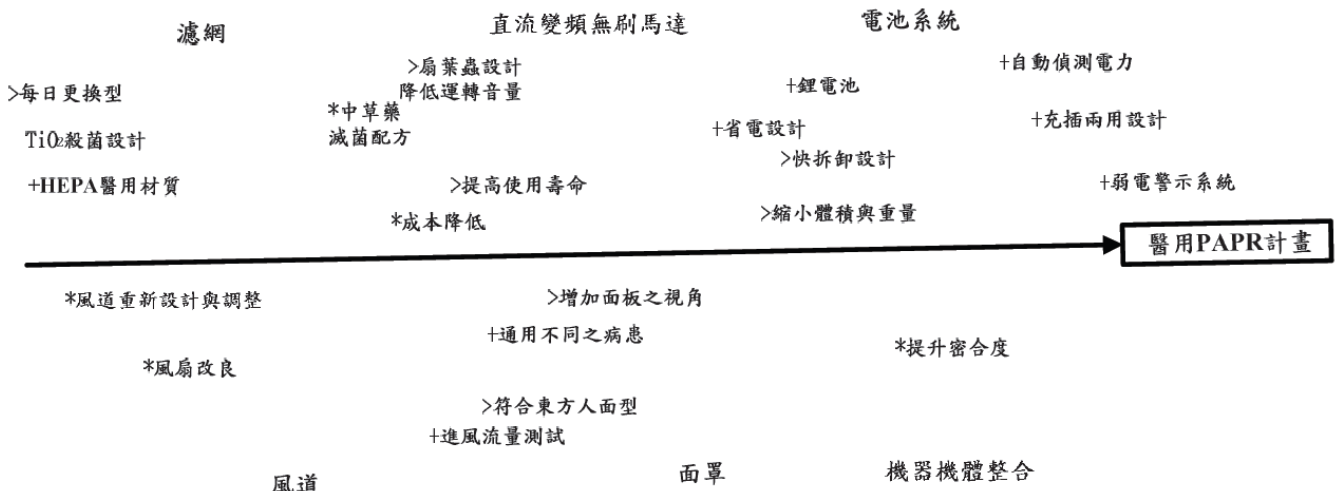 濾網
直流變頻無刷馬達
電池系統
>每日更換型
>扇葉蟲設計
降低運轉音量
+自動偵測電力
+鋰電池
TiO₂殺菌設計
*中草藥
滅菌配方
+省電設計
+充插兩用設計
>快拆卸設計
+HEPA醫用材質
>提高使用壽命
+弱電警示系統
*成本降低
>縮小體積與重量
醫用PAPR計畫
*風道重新設計與調整
>增加面板之視角
+通用不同之病患
*提升密合度
*風扇改良
>符合東方人面型
+進風流量測試
風道
面罩
機器機體整合